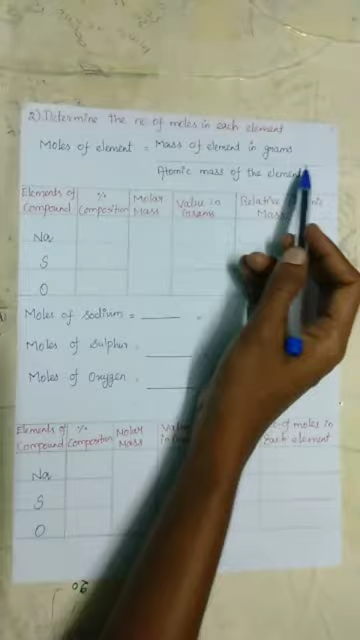 2) Determine the no of moles in each element
Moles of element = Mass of element in grams
Atomic mass of the element
Elements of Compound % Composition Molar Mass Value in Grams Relative Mass
Na
S
O
Moles of Sodium = =
Moles of Sulphur =
Moles of Oxygen =
Elements of Compound % Composition Molar Mass of moles in each element
Na
S
O
20